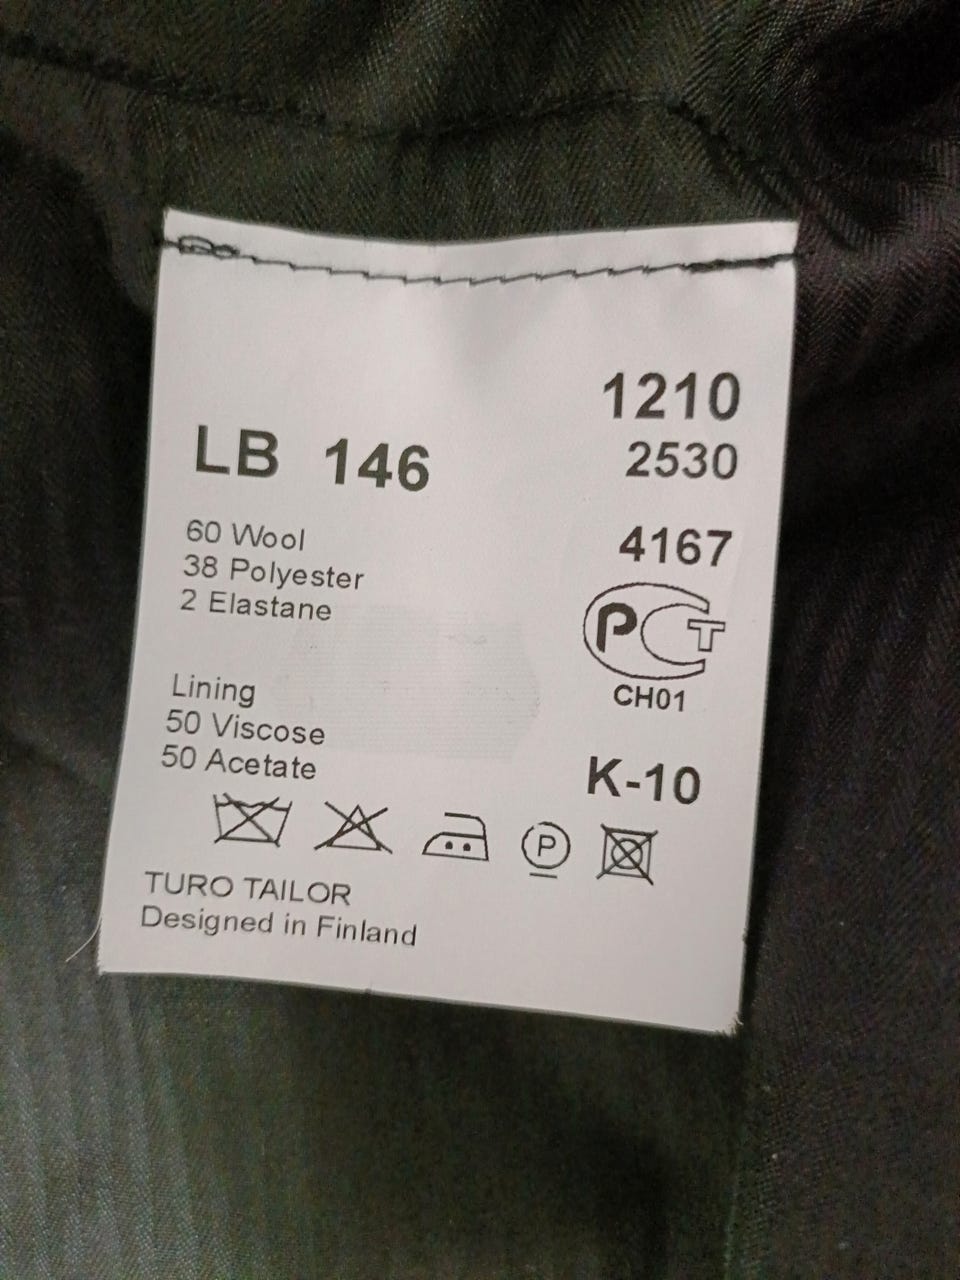 1210
LB 146
2530
60 Wool
38 Polyester
2 Elastane
4167
РСТ
CH01
Lining
50 Viscose
50 Acetate
K-10
P
TURO TAILOR
Designed in Finland